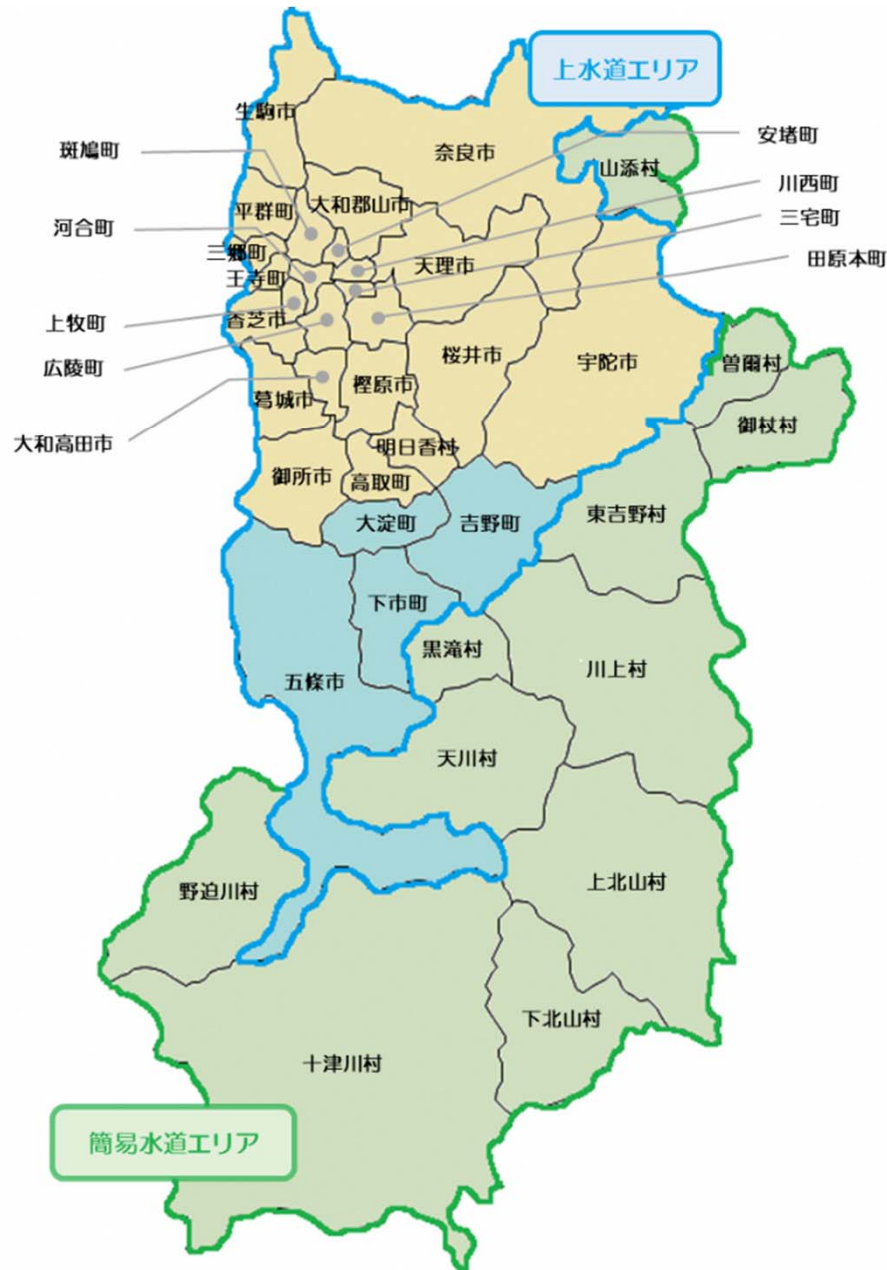 上水道エリア
生駒市
安堵町
斑鳩町
奈良市
山添村
川西町
平群町
大和郡山市
三宅町
河合町
三郷町
天理市
田原本町
王寺町
上牧町
香芝市
桜井市
宇陀市
曽爾村
広陵町
葛城市
橿原市
御杖村
大和高田市
明日香村
御所市
高取町
大淀町
吉野町
東吉野村
下市町
黒滝村
川上村
五條市
天川村
野迫川村
上北山村
下北山村
十津川村
簡易水道エリア